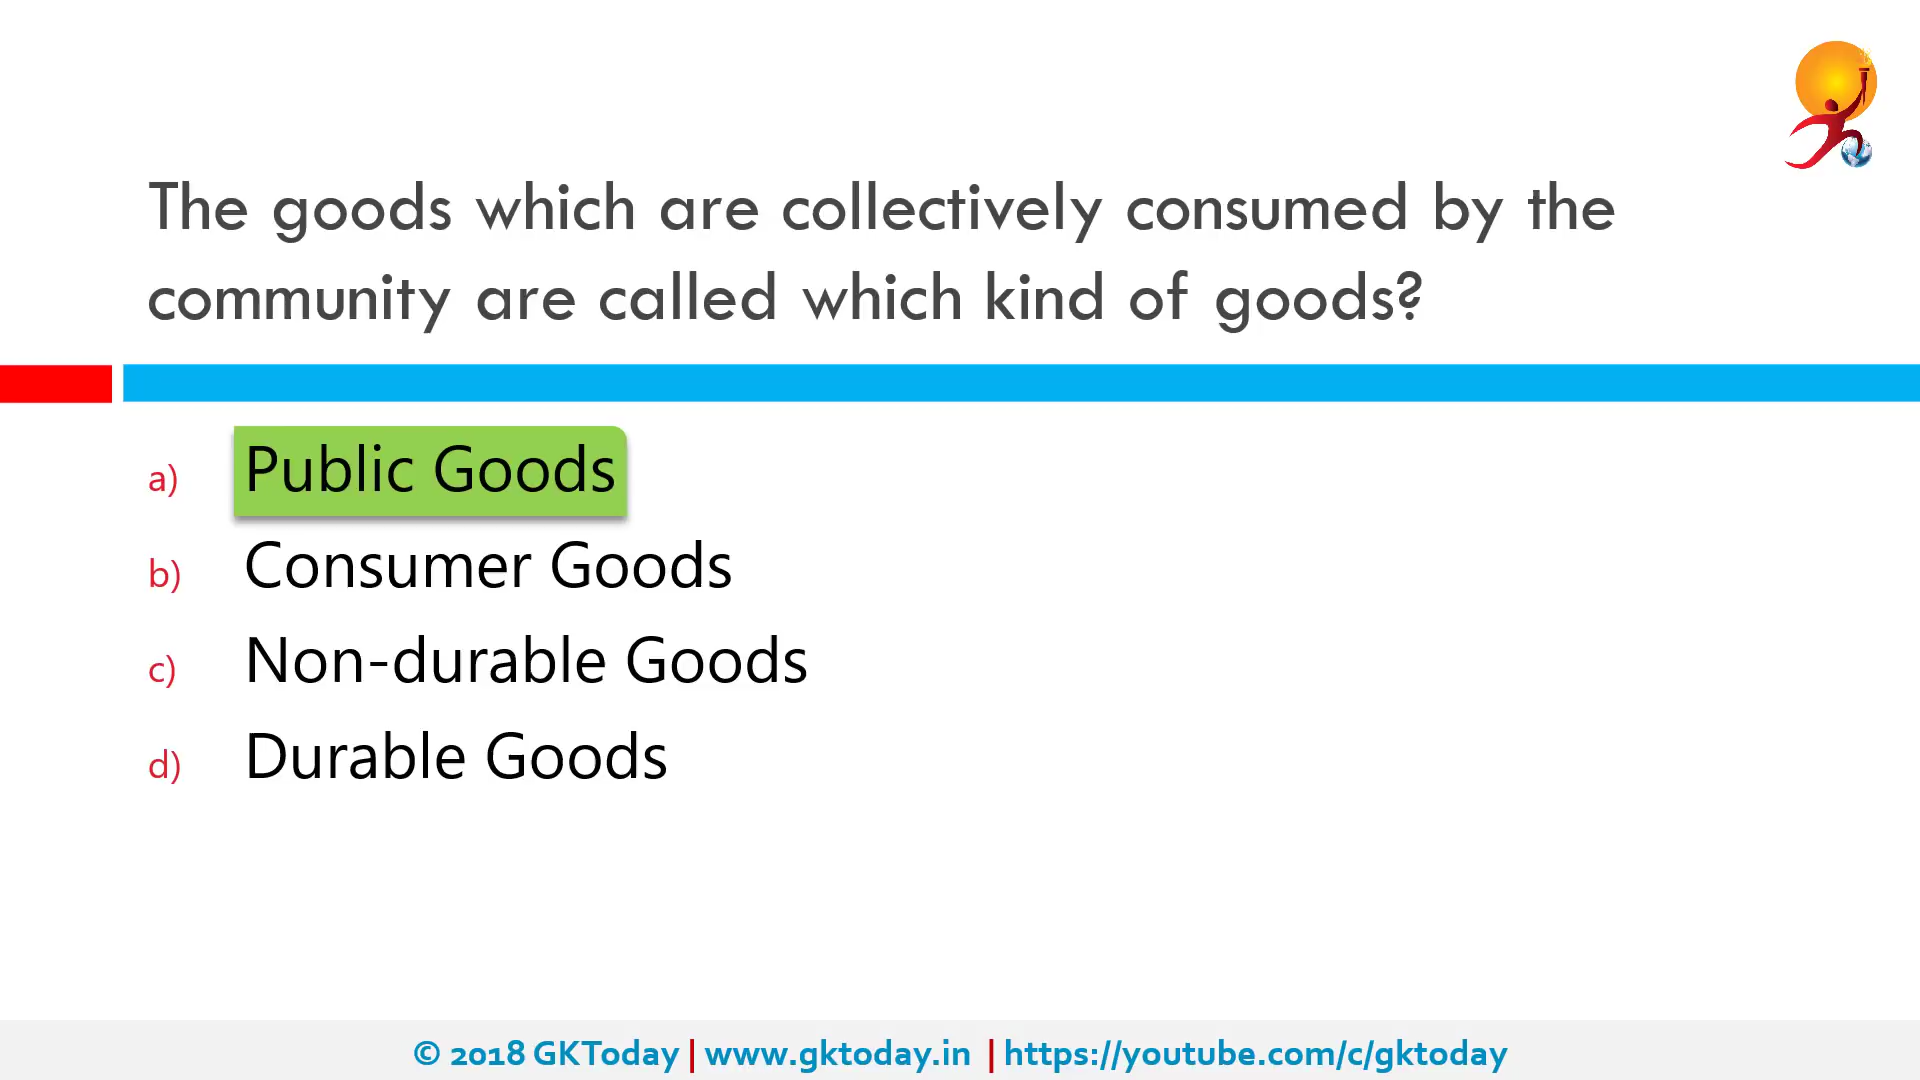 The goods which are collectively consumed by the
community are called which kind of goods?
a) Public Goods
b) Consumer Goods
c) Non-durable Goods
d) Durable Goods
© 2018 GKToday | www.gktoday.in | https://youtube.com/c/gktoday